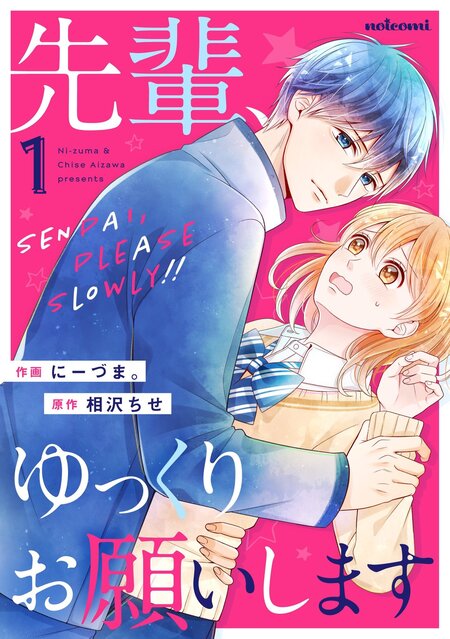 noicomi
先輩、
1
Ni-zuma &
Chise Aizawa
presents
SENPAI,
PLEASE
SLOWLY!!
作画 にーづま。
原作 相沢ちせ
ゆっくり
お願いします